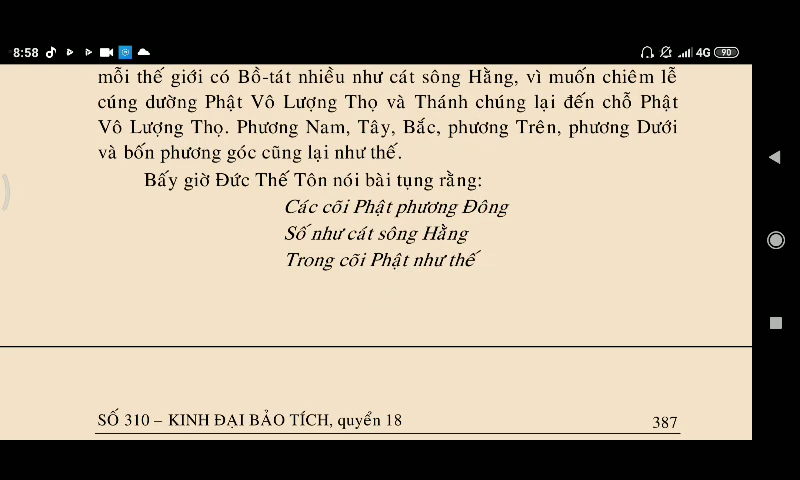 8:58
4G 90
mỗi thế giới có Bồ-tát nhiều như cát sông Hằng, vì muốn chiêm lễ
cúng dường Phật Vô Lượng Thọ và Thánh chúng lại đến chỗ Phật
Vô Lượng Thọ. Phương Nam, Tây, Bắc, phương Trên, phương Dưới
và bốn phương góc cũng lại như thế.
Bấy giờ Đức Thế Tôn nói bài tụng rằng:
Các cõi Phật phương Đông
Số như cát sông Hằng
Trong cõi Phật như thế
SỐ 310 – KINH ĐẠI BẢO TÍCH, quyển 18
387